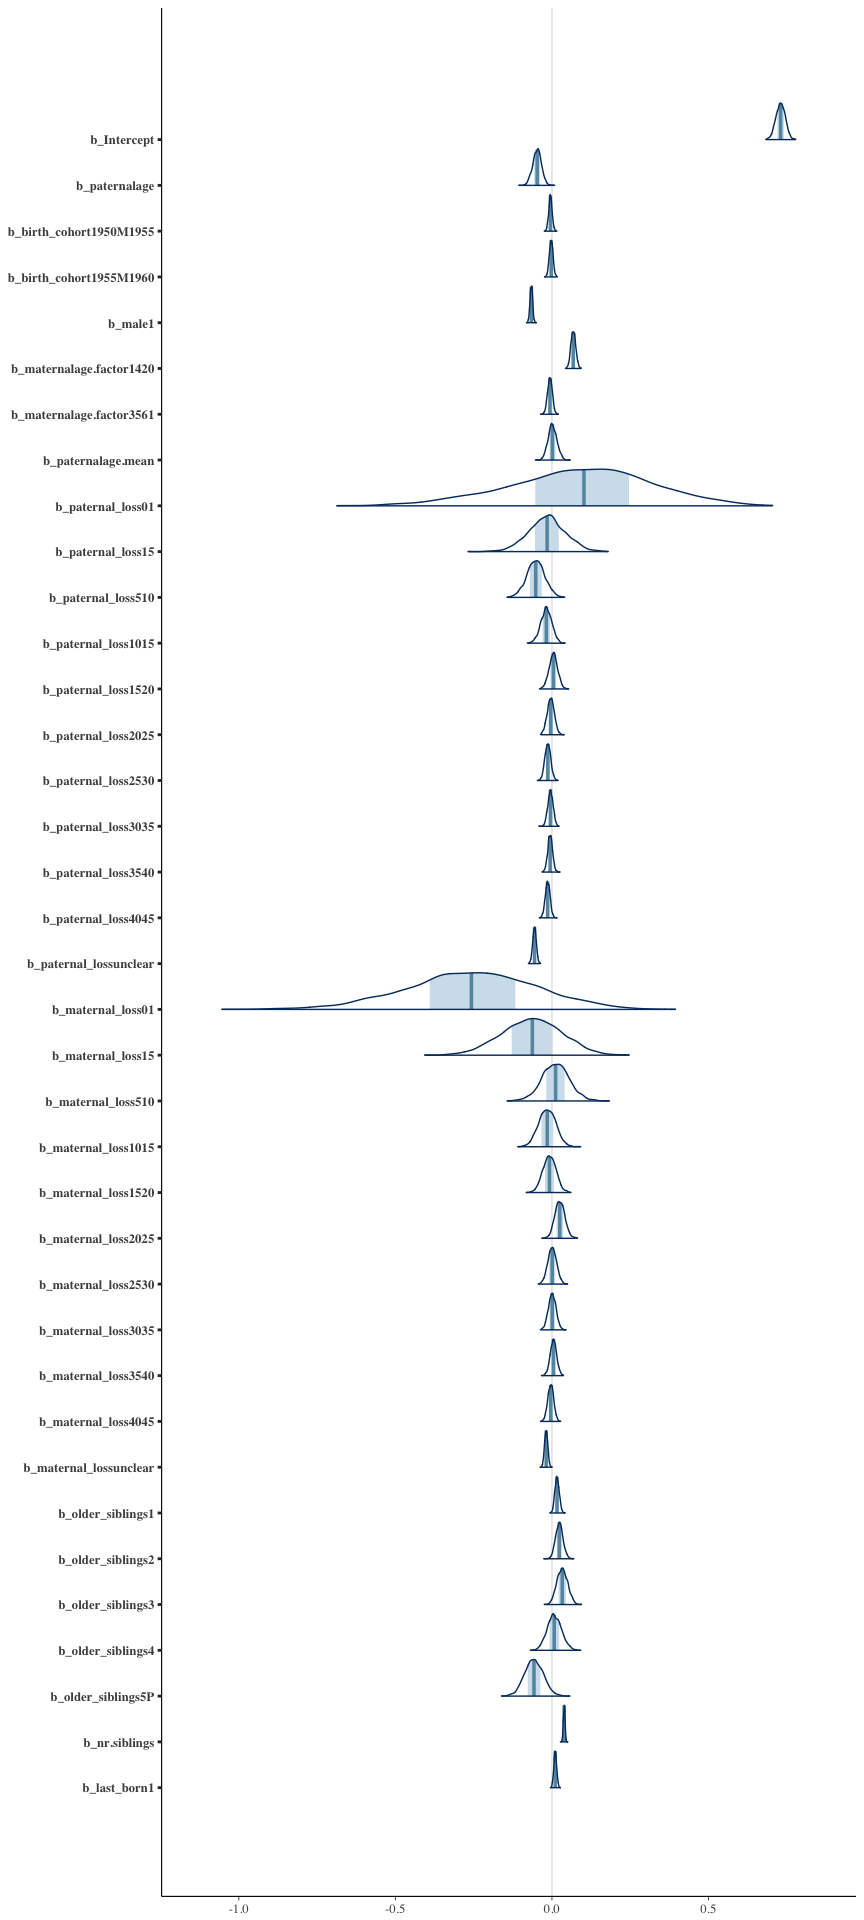 b_Intercept
b_paternalage
b_birth_cohort1950M1955
b_birth_cohort1955M1960
b_male1
b_maternalage.factor1420
b_maternalage.factor3561
b_paternalage.mean
b_paternal_loss01
b_paternal_loss15
b_paternal_loss510
b_paternal_loss1015
b_paternal_loss1520
b_paternal_loss2025
b_paternal_loss2530
b_paternal_loss3035
b_paternal_loss3540
b_paternal_loss4045
b_paternal_lossunclear
b_maternal_loss01
b_maternal_loss15
b_maternal_loss510
b_maternal_loss1015
b_maternal_loss1520
b_maternal_loss2025
b_maternal_loss2530
b_maternal_loss3035
b_maternal_loss3540
b_maternal_loss4045
b_maternal_lossunclear
b_older_siblings1
b_older_siblings2
b_older_siblings3
b_older_siblings4
b_older_siblings5P
b_nr.siblings
b_last_born1
-1.0 -0.5 0.0 0.5